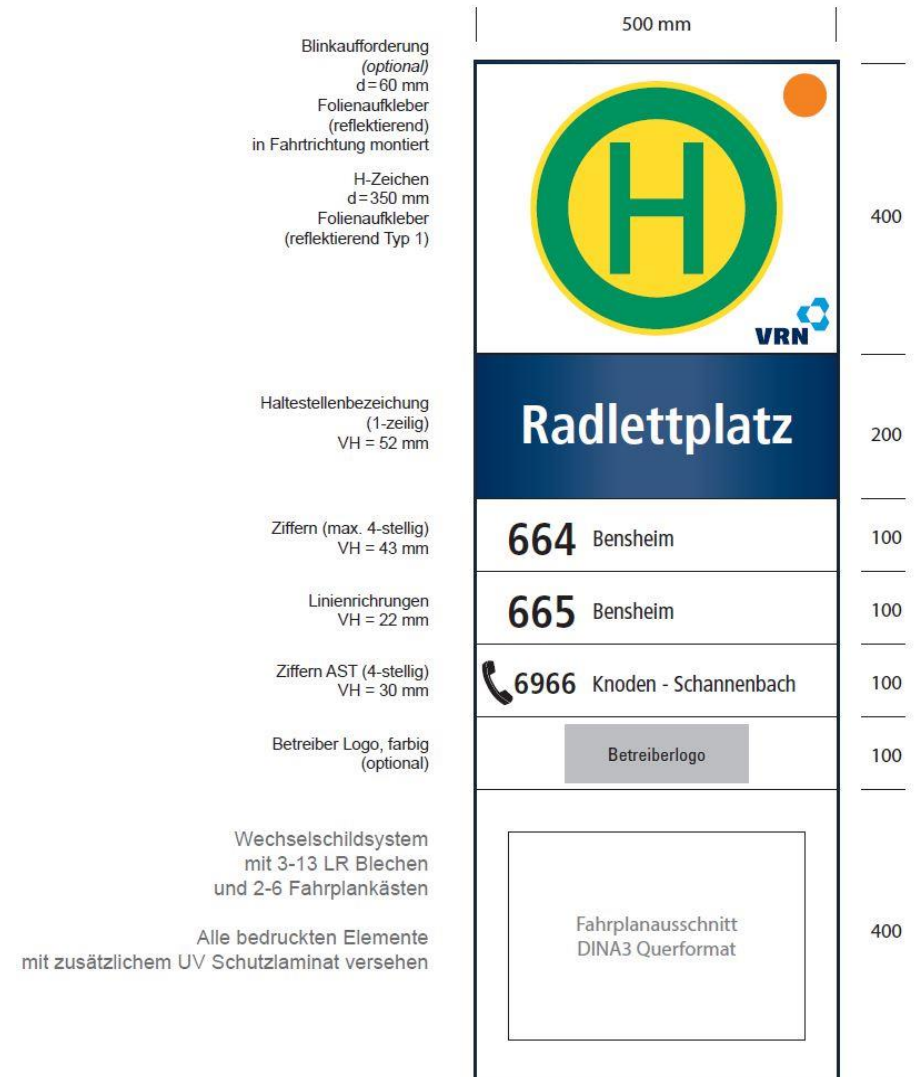 500 mm
Blinkaufforderung
(optional)
d=60 mm
Folienaufkleber
(reflektierend)
in Fahrtrichtung montiert
H-Zeichen
d=350 mm
Folienaufkleber
(reflektierend Typ 1)
H
VRN
400
Haltestellenbezeichung
(1-zeilig)
VH = 52 mm
Radlettplatz
200
Ziffern (max. 4-stellig)
VH = 43 mm
664 Bensheim
100
Linienrichrungen
VH = 22 mm
665 Bensheim
100
Ziffern AST (4-stellig)
VH = 30 mm
6966 Knoden - Schannenbach
100
Betreiber Logo, farbig
(optional)
Betreiberlogo
100
Wechselschildsystem
mit 3-13 LR Blechen
und 2-6 Fahrplankästen
Alle bedruckten Elemente
mit zusätzlichem UV Schutzlaminat versehen
Fahrplanausschnitt
DINA3 Querformat
400